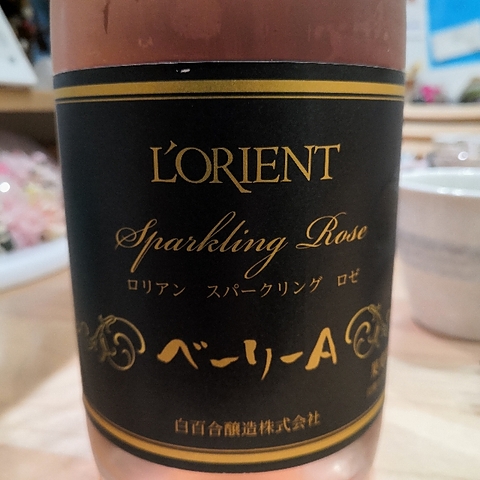 L'ORIENT
Sparkling Rose
ロリアン スパークリング ロゼ
ベーリーA
白百合醸造株式会社